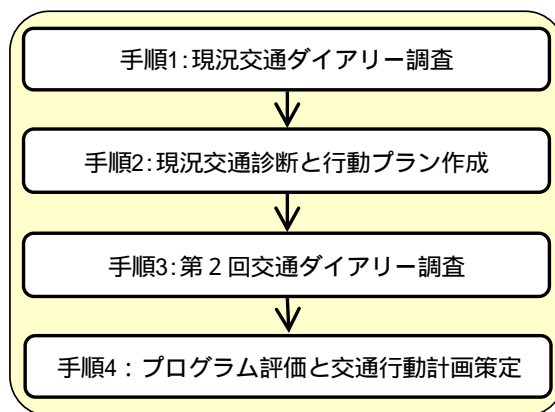 手順1:現況交通ダイアリー調査
手順2:現況交通診断と行動プラン作成
手順3:第２回交通ダイアリー調査
手順4：プログラム評価と交通行動計画策定